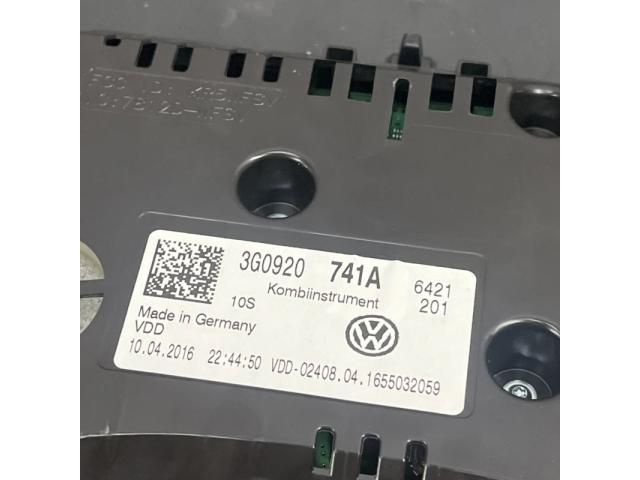 3G0920 741A 6421
Kombiinstrument 201
10S
Made in Germany
VDD
10.04.2016 22:44:50 VDD-02408.04.1655032059